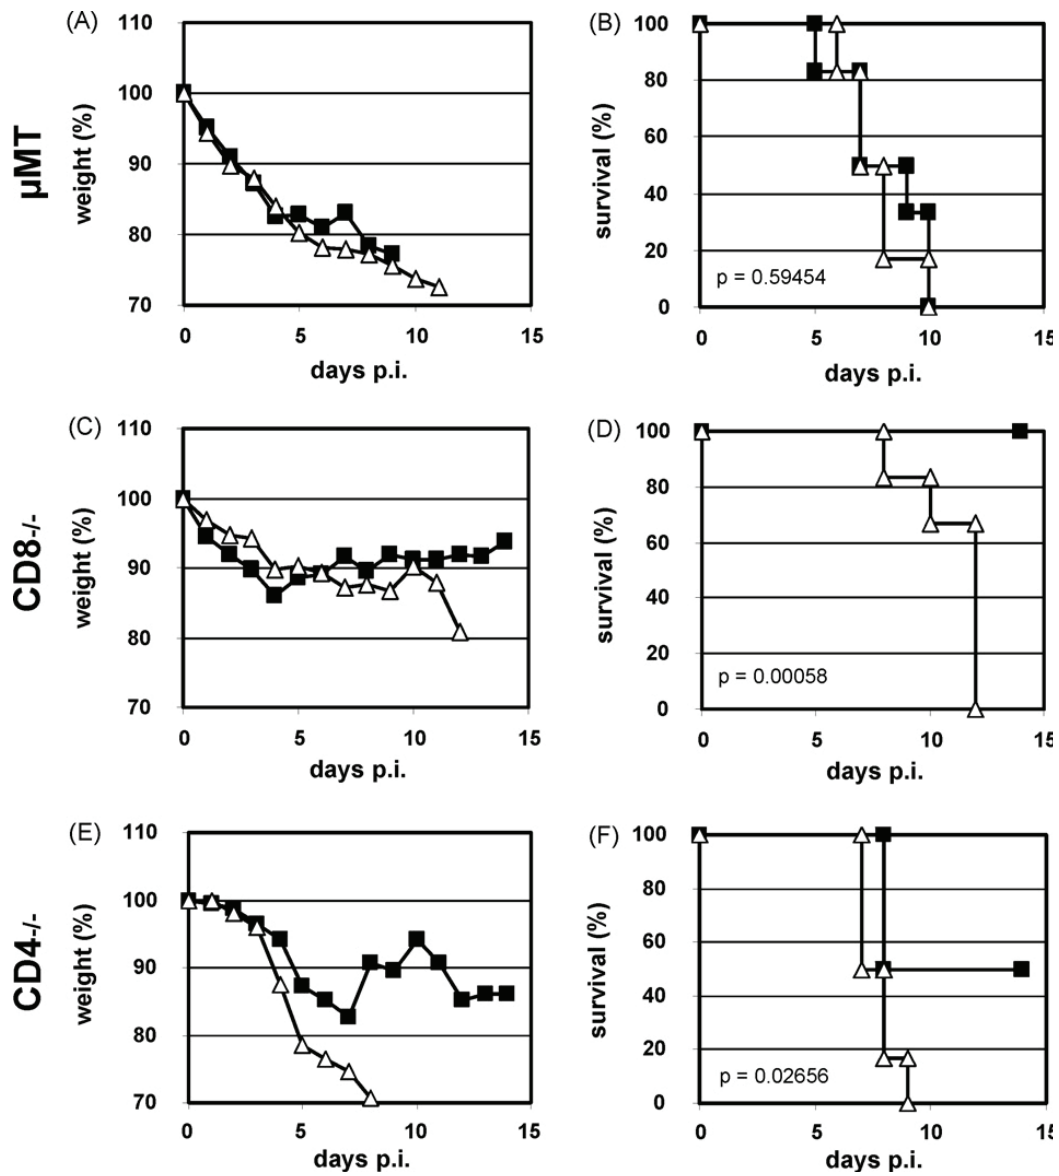 μMT
(A)
weight (%)
110
100
90
80
70
0 5 10 15
days p.i.
(B)
survival (%)
100
80
60
40
20
0
p = 0.59454
0 5 10 15
days p.i.
CD8-/-
(C)
weight (%)
110
100
90
80
70
0 5 10 15
days p.i.
(D)
survival (%)
100
80
60
40
20
0
p = 0.00058
0 5 10 15
days p.i.
CD4-/-
(E)
weight (%)
110
100
90
80
70
0 5 10 15
days p.i.
(F)
survival (%)
100
80
60
40
20
0
p = 0.02656
0 5 10 15
days p.i.